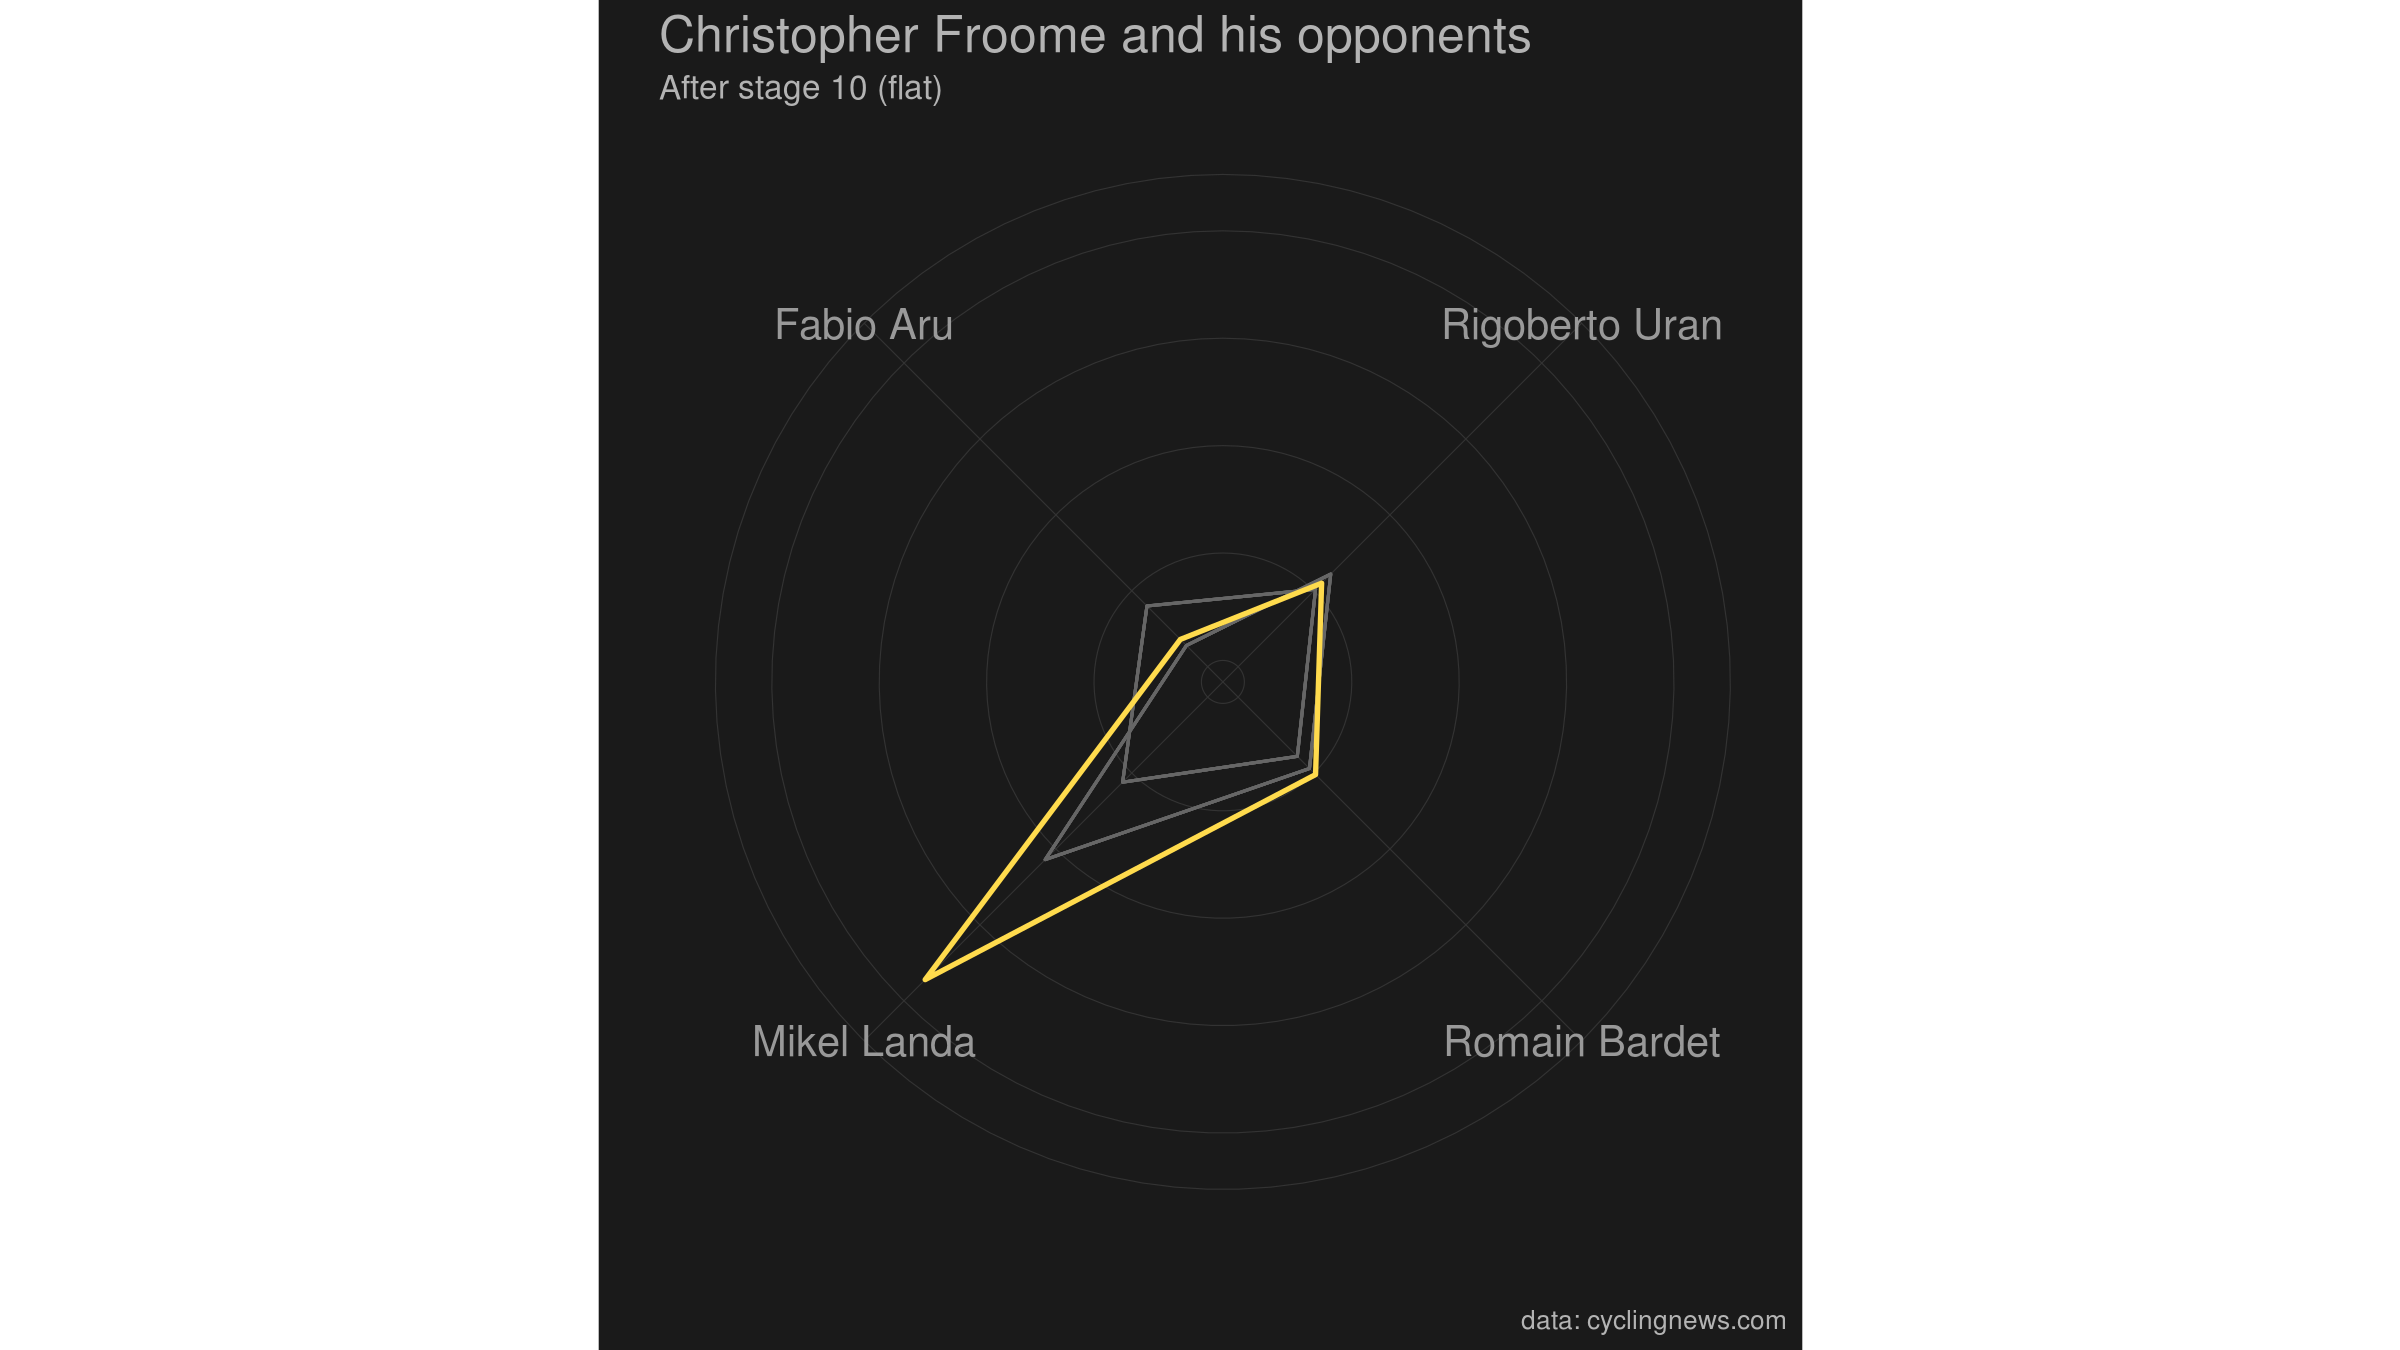 Christopher Froome and his opponents
After stage 10 (flat)
Fabio Aru
Rigoberto Uran
Mikel Landa
Romain Bardet
data: cyclingnews.com